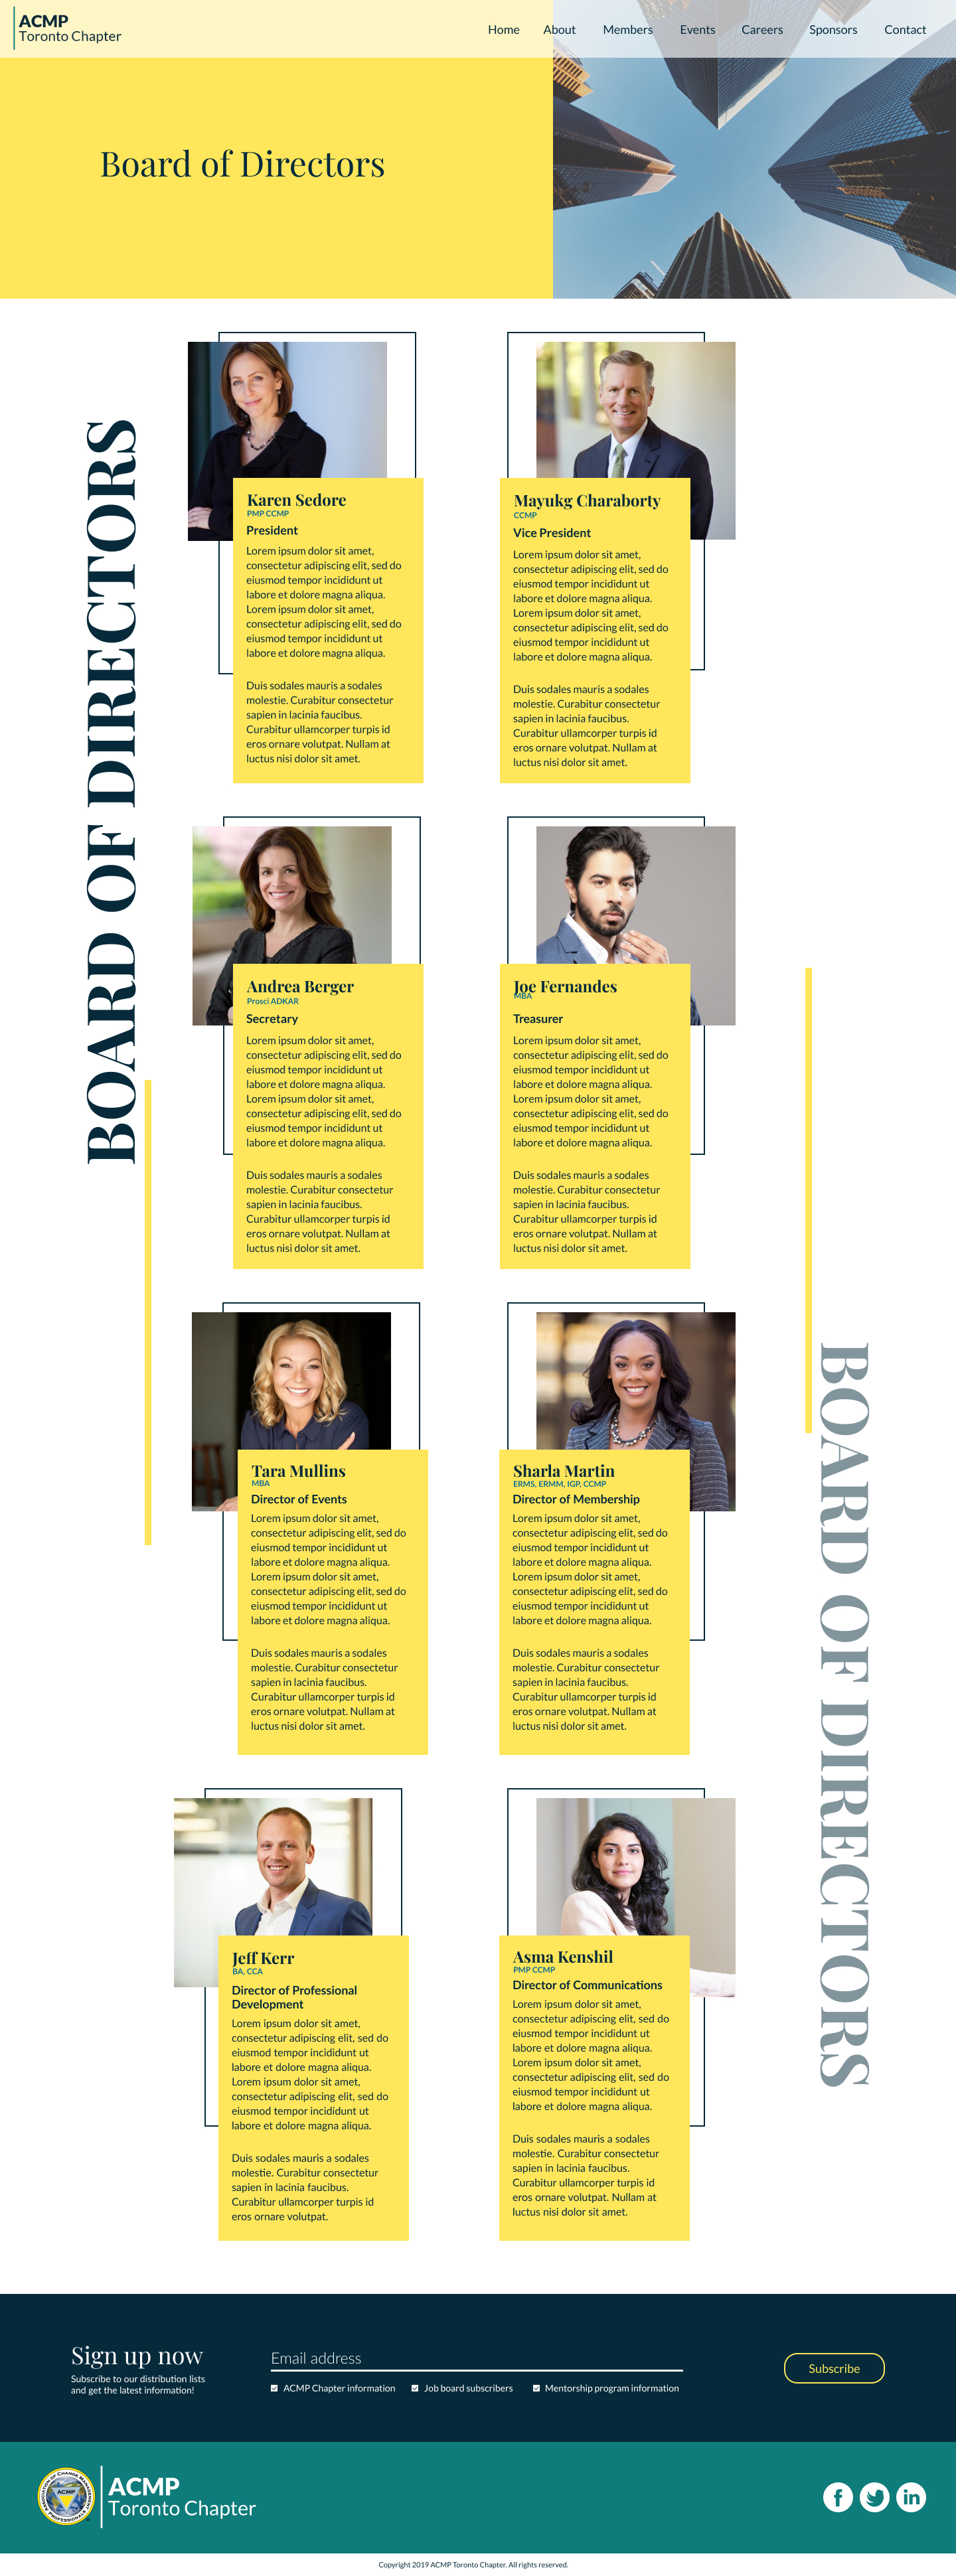 ACMP
Toronto Chapter
Home About Members Events Careers Sponsors Contact
Board of Directors
BOARD OF DIRECTORS
Karen Sedore
PMP CCMP
President
Lorem ipsum dolor sit amet,
consectetur adipiscing elit, sed do
eiusmod tempor incididunt ut
labore et dolore magna aliqua.
Lorem ipsum dolor sit amet,
consectetur adipiscing elit, sed do
eiusmod tempor incididunt ut
labore et dolore magna aliqua.
Duis sodales mauris a sodales
molestie. Curabitur consectetur
sapien in lacinia faucibus.
Curabitur ullamcorper turpis id
eros ornare volutpat. Nullam at
luctus nisi dolor sit amet.
Mayukg Charaborty
CCMP
Vice President
Lorem ipsum dolor sit amet,
consectetur adipiscing elit, sed do
eiusmod tempor incididunt ut
labore et dolore magna aliqua.
Lorem ipsum dolor sit amet,
consectetur adipiscing elit, sed do
eiusmod tempor incididunt ut
labore et dolore magna aliqua.
Duis sodales mauris a sodales
molestie. Curabitur consectetur
sapien in lacinia faucibus.
Curabitur ullamcorper turpis id
eros ornare volutpat. Nullam at
luctus nisi dolor sit amet.
Andrea Berger
Prosci ADKAR
Secretary
Lorem ipsum dolor sit amet,
consectetur adipiscing elit, sed do
eiusmod tempor incididunt ut
labore et dolore magna aliqua.
Lorem ipsum dolor sit amet,
consectetur adipiscing elit, sed do
eiusmod tempor incididunt ut
labore et dolore magna aliqua.
Duis sodales mauris a sodales
molestie. Curabitur consectetur
sapien in lacinia faucibus.
Curabitur ullamcorper turpis id
eros ornare volutpat. Nullam at
luctus nisi dolor sit amet.
Joe Fernandes
MBA
Treasurer
Lorem ipsum dolor sit amet,
consectetur adipiscing elit, sed do
eiusmod tempor incididunt ut
labore et dolore magna aliqua.
Lorem ipsum dolor sit amet,
consectetur adipiscing elit, sed do
eiusmod tempor incididunt ut
labore et dolore magna aliqua.
Duis sodales mauris a sodales
molestie. Curabitur consectetur
sapien in lacinia faucibus.
Curabitur ullamcorper turpis id
eros ornare volutpat. Nullam at
luctus nisi dolor sit amet.
Tara Mullins
MBA
Director of Events
Lorem ipsum dolor sit amet,
consectetur adipiscing elit, sed do
eiusmod tempor incididunt ut
labore et dolore magna aliqua.
Lorem ipsum dolor sit amet,
consectetur adipiscing elit, sed do
eiusmod tempor incididunt ut
labore et dolore magna aliqua.
Duis sodales mauris a sodales
molestie. Curabitur consectetur
sapien in lacinia faucibus.
Curabitur ullamcorper turpis id
eros ornare volutpat. Nullam at
luctus nisi dolor sit amet.
Sharla Martin
ERMS, ERMM, IGP, CCMP
Director of Membership
Lorem ipsum dolor sit amet,
consectetur adipiscing elit, sed do
eiusmod tempor incididunt ut
labore et dolore magna aliqua.
Lorem ipsum dolor sit amet,
consectetur adipiscing elit, sed do
eiusmod tempor incididunt ut
labore et dolore magna aliqua.
Duis sodales mauris a sodales
molestie. Curabitur consectetur
sapien in lacinia faucibus.
Curabitur ullamcorper turpis id
eros ornare volutpat. Nullam at
luctus nisi dolor sit amet.
BOARD OF DIRECTORS
Jeff Kerr
BA, CCA
Director of Professional
Development
Lorem ipsum dolor sit amet,
consectetur adipiscing elit, sed do
eiusmod tempor incididunt ut
labore et dolore magna aliqua.
Lorem ipsum dolor sit amet,
consectetur adipiscing elit, sed do
eiusmod tempor incididunt ut
labore et dolore magna aliqua.
Duis sodales mauris a sodales
molestie. Curabitur consectetur
sapien in lacinia faucibus.
Curabitur ullamcorper turpis id
eros ornare volutpat.
Asma Kenshil
PMP CCMP
Director of Communications
Lorem ipsum dolor sit amet,
consectetur adipiscing elit, sed do
eiusmod tempor incididunt ut
labore et dolore magna aliqua.
Lorem ipsum dolor sit amet,
consectetur adipiscing elit, sed do
eiusmod tempor incididunt ut
labore et dolore magna aliqua.
Duis sodales mauris a sodales
molestie. Curabitur consectetur
sapien in lacinia faucibus.
Curabitur ullamcorper turpis id
eros ornare volutpat. Nullam at
luctus nisi dolor sit amet.
Sign up now
Subscribe to our distribution lists
and get the latest information!
Email address
ACMP Chapter information Job board subscribers Mentorship program information
Subscribe
ACMP
ACMP
Toronto Chapter
Copyright 2019 ACMP Toronto Chapter. All rights reserved.